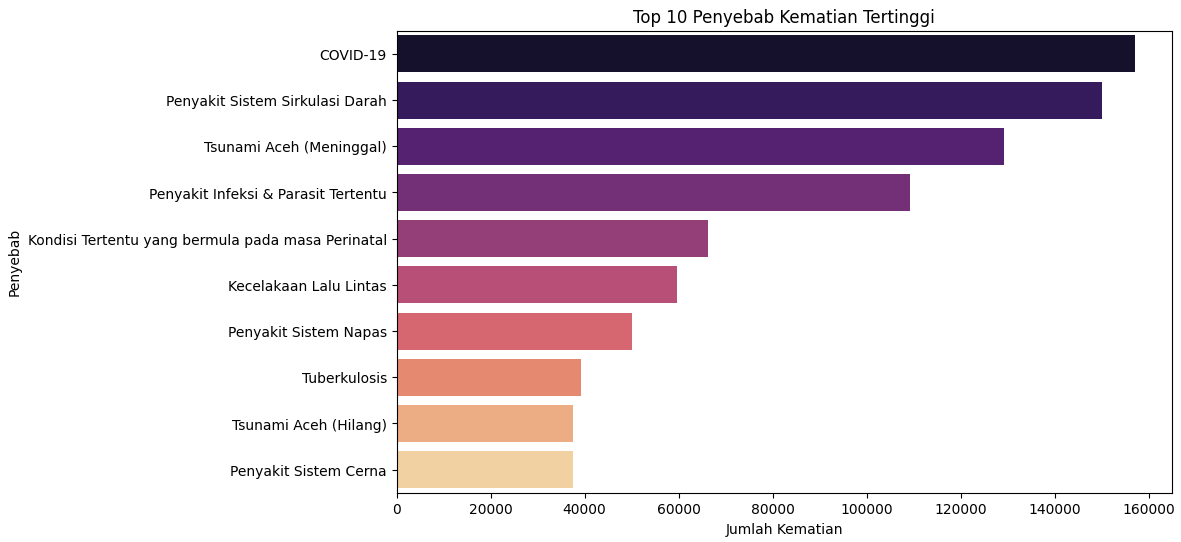 Top 10 Penyebab Kematian Tertinggi
Penyebab
COVID-19
Penyakit Sistem Sirkulasi Darah
Tsunami Aceh (Meninggal)
Penyakit Infeksi & Parasit Tertentu
Kondisi Tertentu yang bermula pada masa Perinatal
Kecelakaan Lalu Lintas
Penyakit Sistem Napas
Tuberkulosis
Tsunami Aceh (Hilang)
Penyakit Sistem Cerna
0 20000 40000 60000 80000 100000 120000 140000 160000
Jumlah Kematian